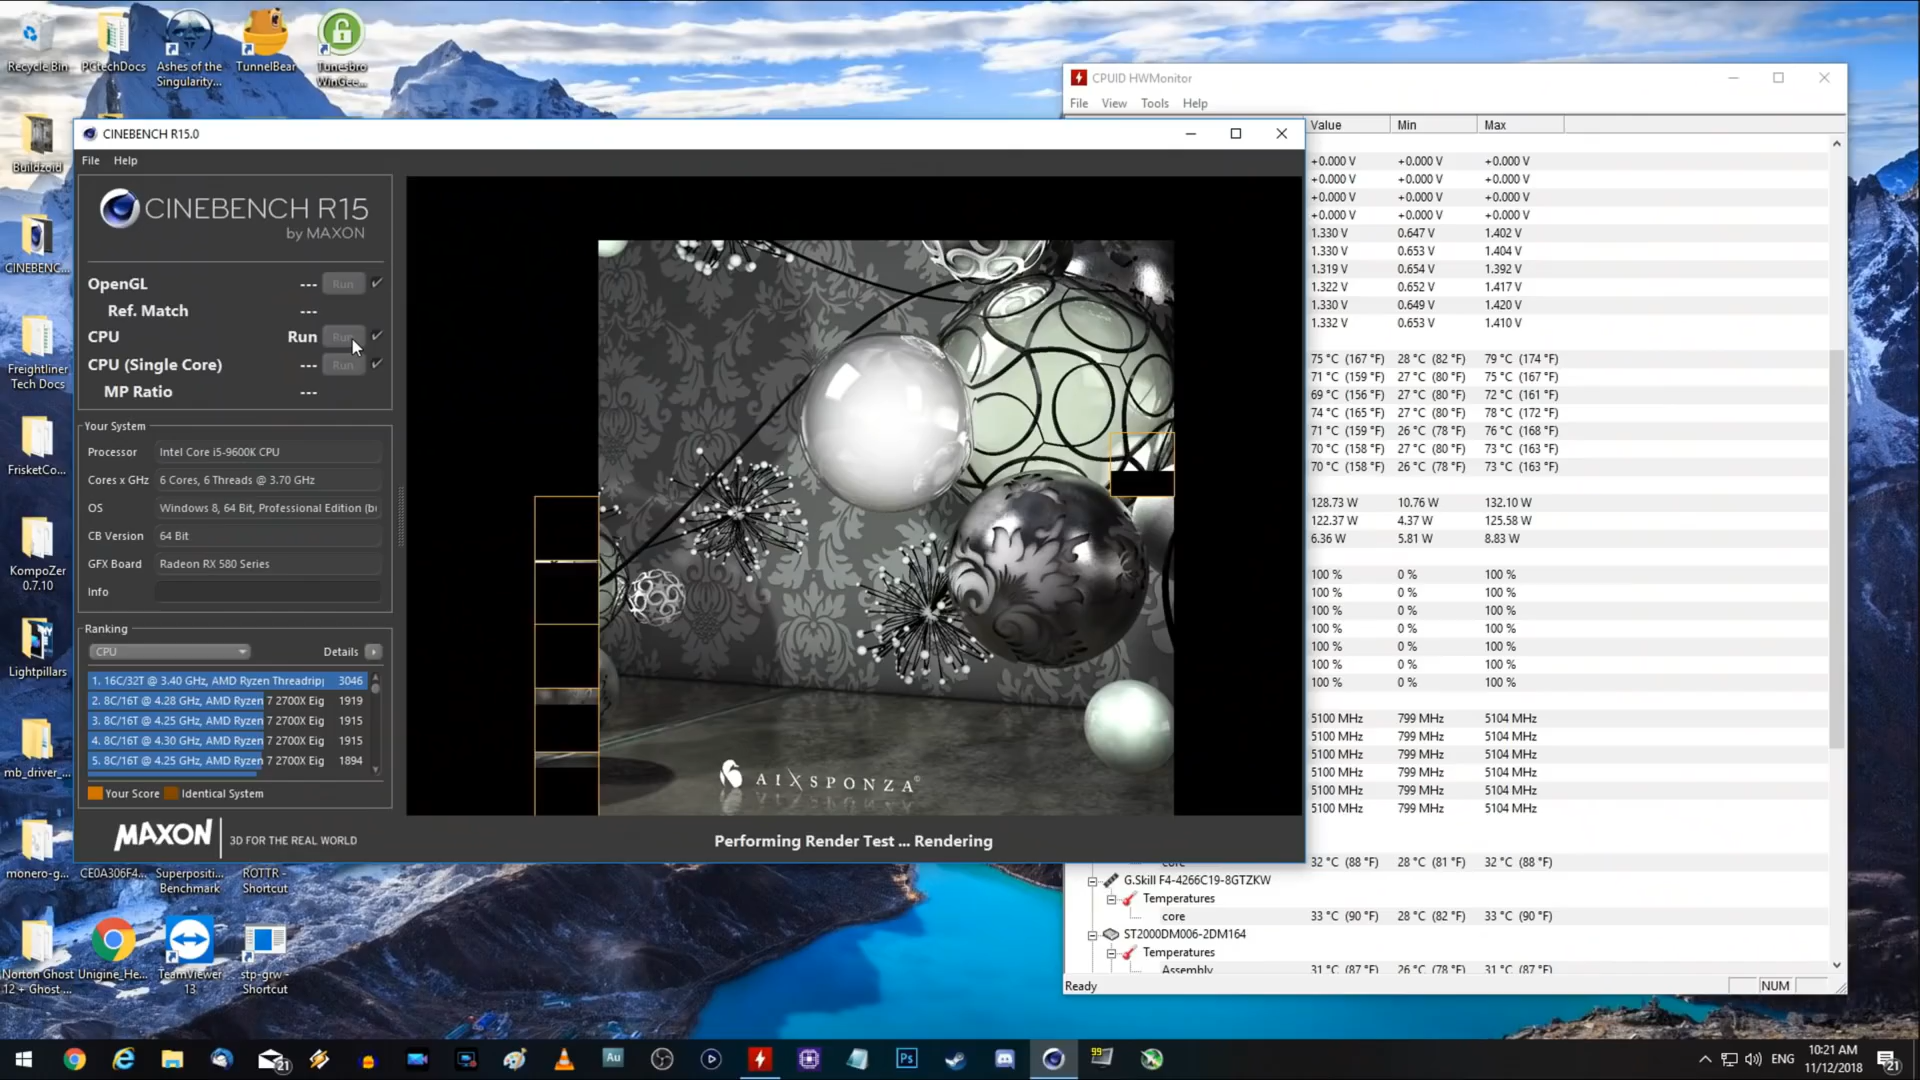 Recycle Bin
PCtechDocs
Ashes of the
Singularity...
TunnelBear
Tunesbro
WinGee...
Buildzoid
CINEBENC...
Freightliner
Tech Docs
FrisketCo...
KompoZer
0.7.10
Lightpillars
mb_driver_...
monero-g...
CE0A306F4...
Superpositi...
Benchmark
ROTTR -
Shortcut
Norton Ghost
12 + Ghost ...
Unigine_He...
TeamViewer
13
stp-grw -
Shortcut
CINEBENCH R15.0
File Help
CINEBENCH R15
by MAXON
OpenGL --- Run
Ref. Match ---
CPU Run Run
CPU (Single Core) --- Run
MP Ratio ---
Your System
Processor Intel Core i5-9600K CPU
Cores x GHz 6 Cores, 6 Threads @ 3.70 GHz
OS Windows 8, 64 Bit, Professional Edition (b
CB Version 64 Bit
GFX Board Radeon RX 580 Series
Info
Ranking
CPU Details
1. 16C/32T @ 3.40 GHz, AMD Ryzen Threadrip 3046
2. 8C/16T @ 4.28 GHz, AMD Ryzen 7 2700X Eig 1919
3. 8C/16T @ 4.25 GHz, AMD Ryzen 7 2700X Eig 1915
4. 8C/16T @ 4.30 GHz, AMD Ryzen 7 2700X Eig 1915
5. 8C/16T @ 4.25 GHz, AMD Ryzen 7 2700X Eig 1894
Your Score Identical System
MAXON 3D FOR THE REAL WORLD
AIXSPONZA©
Performing Render Test ... Rendering
CPUID HWMonitor
File View Tools Help
Value Min Max
+0.000 V +0.000 V +0.000 V
+0.000 V +0.000 V +0.000 V
+0.000 V +0.000 V +0.000 V
+0.000 V +0.000 V +0.000 V
1.330 V 0.647 V 1.402 V
1.330 V 0.653 V 1.404 V
1.319 V 0.654 V 1.392 V
1.322 V 0.652 V 1.417 V
1.330 V 0.649 V 1.420 V
1.332 V 0.653 V 1.410 V
75 °C (167 °F) 28 °C (82 °F) 79 °C (174 °F)
71 °C (159 °F) 27 °C (80 °F) 75 °C (167 °F)
69 °C (156 °F) 27 °C (80 °F) 72 °C (161 °F)
74 °C (165 °F) 27 °C (80 °F) 78 °C (172 °F)
71 °C (159 °F) 26 °C (78 °F) 76 °C (168 °F)
70 °C (158 °F) 27 °C (80 °F) 73 °C (163 °F)
70 °C (158 °F) 26 °C (78 °F) 73 °C (163 °F)
128.73 W 10.76 W 132.10 W
122.37 W 4.37 W 125.58 W
6.36 W 5.81 W 8.83 W
100 % 0 % 100 %
100 % 0 % 100 %
100 % 0 % 100 %
100 % 0 % 100 %
100 % 0 % 100 %
100 % 0 % 100 %
100 % 0 % 100 %
5100 MHz 799 MHz 5104 MHz
5100 MHz 799 MHz 5104 MHz
5100 MHz 799 MHz 5104 MHz
5100 MHz 799 MHz 5104 MHz
5100 MHz 799 MHz 5104 MHz
5100 MHz 799 MHz 5104 MHz
core 32 °C (88 °F) 28 °C (81 °F) 32 °C (88 °F)
G.Skill F4-4266C19-8GTZKW
Temperatures
core 33 °C (90 °F) 28 °C (82 °F) 33 °C (90 °F)
ST2000DM006-2DM164
Temperatures
Assembly 31 °C (87 °F) 26 °C (78 °F) 31 °C (87 °F)
Ready NUM
21
Au
Ps
99
ENG
10:21 AM
11/12/2018
21